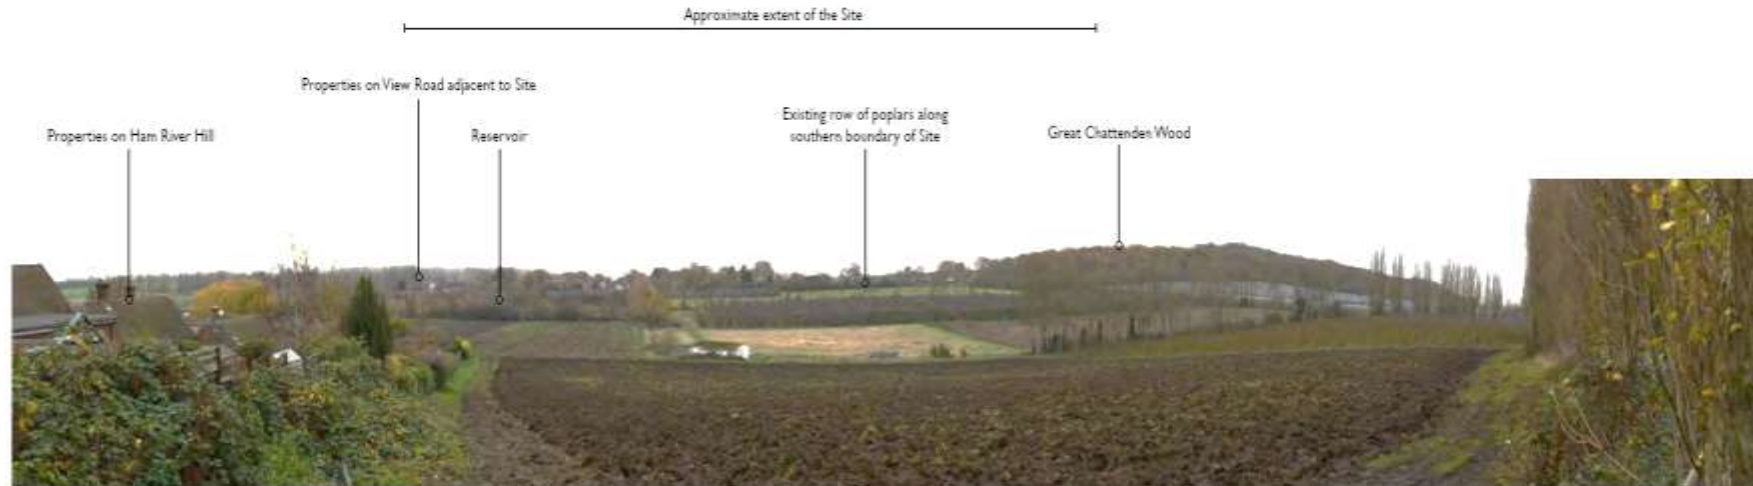 Approximate extent of the Site
Properties on View Road adjacent to Site
Existing row of poplars along
southern boundary of Site
Properties on Ham River Hill
Reservoir
Great Chattenden Wood